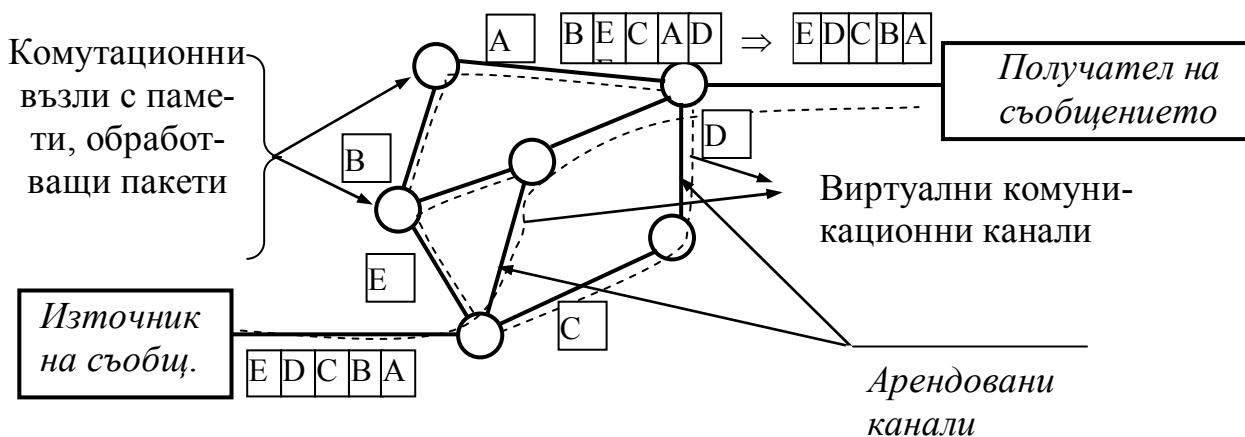 Комутационни
възли с паме-
ти, обработ-
ващи пакети
A
B E C A D ⇒ E D C B A
Получател на
съобщението
B
D
Виртуални комуни-
кационни канали
E
C
Източник
на съобщ.
E D C B A
Арендовани
канали